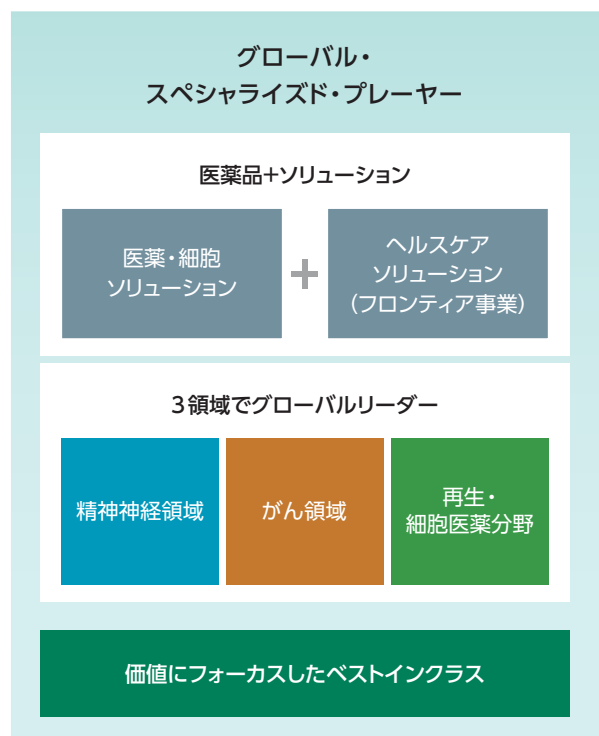 グローバル・
スペシャライズド・プレーヤー
医薬品+ソリューション
医薬・細胞
ソリューション
+
ヘルスケア
ソリューション
(フロンティア事業)
3領域でグローバルリーダー
精神神経領域
がん領域
再生・
細胞医薬分野
価値にフォーカスしたベストインクラス